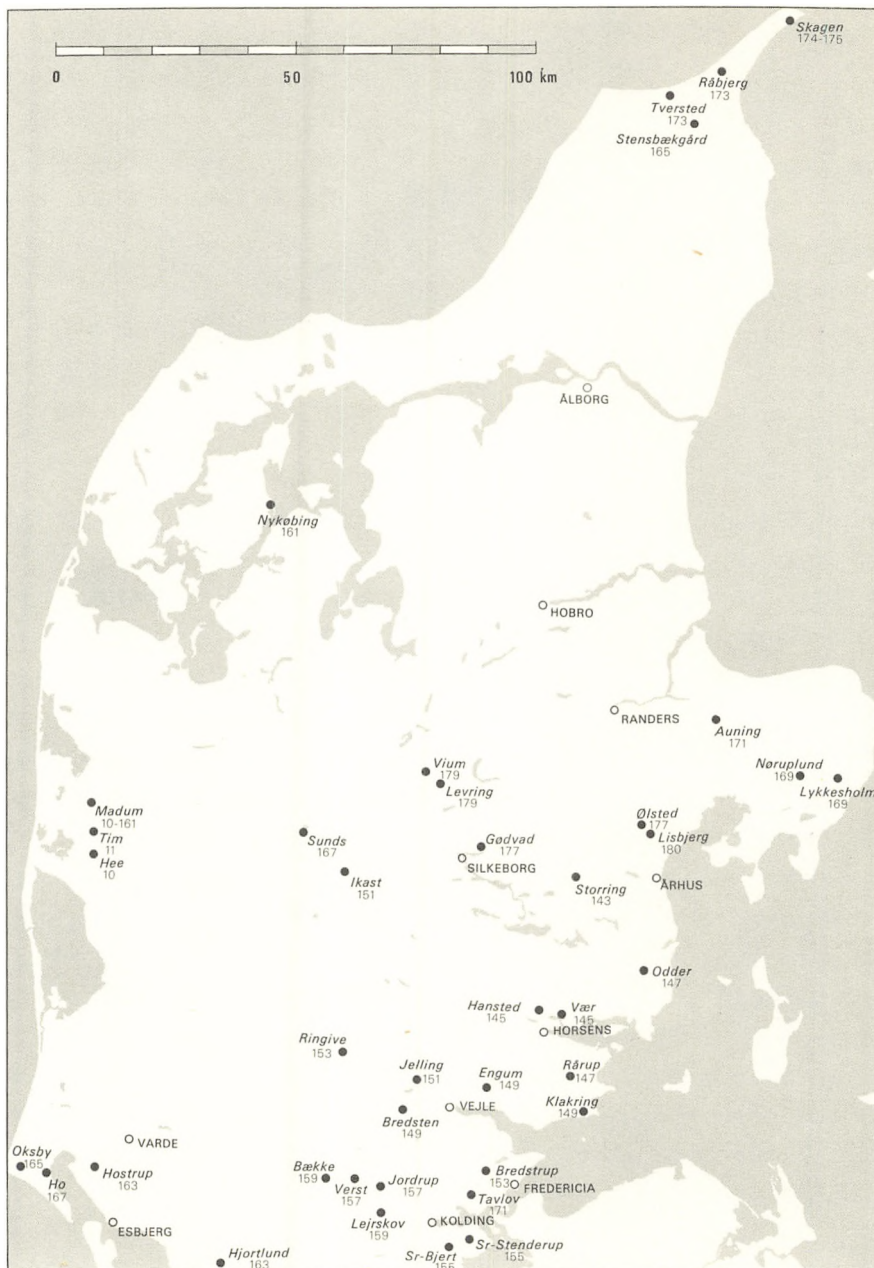 0 50 100 km
Skagen
174-175
Råbjerg
173
Tversted
173
Stensbækgård
165
ÅLBORG
Nykøbing
161
HOBRO
RANDERS
Auning
171
Vium
179
Levring
179
Nøruplund
169
Lykkesholm
169
Madum
10-161
Tim
11
Hee
10
Sunds
167
Ikast
151
Gødvad
177
SILKEBORG
Ølsted
177
Lisbjerg
180
Storring
143
ÅRHUS
Odder
147
Hansted
145
Vær
145
HORSENS
Ringive
153
Jelling
151
Engum
149
Rårup
147
Bredsten
149
VEJLE
Klakring
149
VARDE
Oksby
165
Ho
167
Hostrup
163
Bække
159
Verst
157
Jordrup
157
Bredstrup
153
FREDERICIA
Tavlov
171
Lejrskov
159
KOLDING
ESBJERG
Hjortlund
163
Sr-Bjert
155
Sr-Stenderup
155